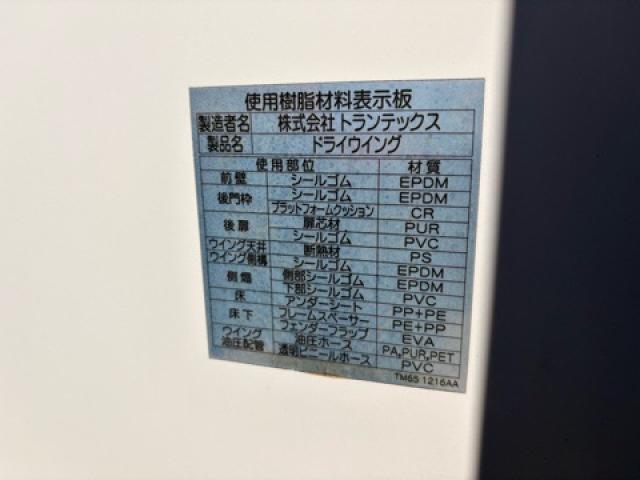 使用樹脂材料表示板
製造者名 株式会社トランテックス
製品名 ドライウイング
使用部位 材質
前壁 シールゴム EPDM
後門枠 シールゴム EPDM
プラットフォームクッション CR
後扉 扉芯材 PUR
シールゴム PVC
ウイング天井 断熱材 PS
ウイング側構 シールゴム EPDM
側煽 側部シールゴム EPDM
下部シールゴム PVC
床 アンダーシート PP+PE
床下 フレームスペーサー PE+PP
フェンダーフラップ EVA
ウイング油圧配管 油圧ホース PA,PUR,PET
透明ビニールホース PVC
TM65 1216AA